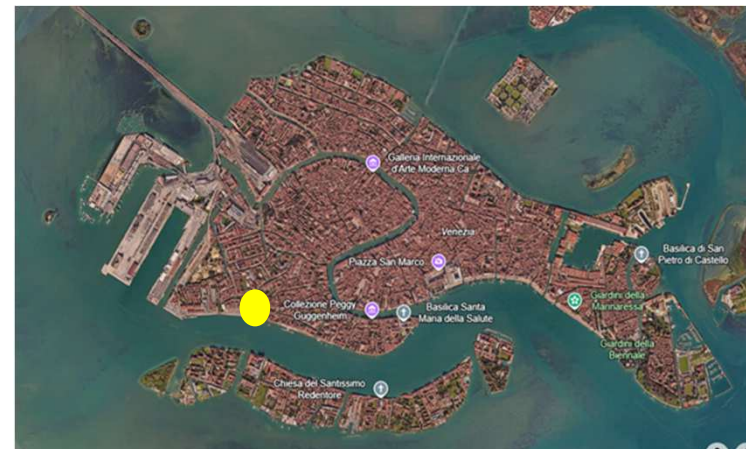 Galleria Internazionale
d'Arte Moderna Ca
Venezia
Basilica di San
Pietro di Castello
Piazza San Marco
Collezione Peggy
Guggenheim
Basilica Santa
Maria della Salute
Giardini della
Marinaressa
Giardini della
Biennale
Chiesa del Santissimo
Redentore